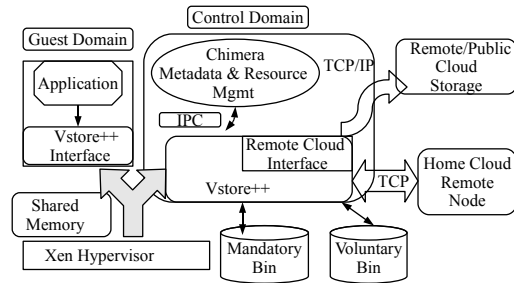 Control Domain
Guest Domain
Chimera
Metadata & Resource
Mgmt
TCP/IP
Remote/Public
Cloud
Storage
Application
IPC
Vstore++
Interface
Remote Cloud
Interface
Vstore++
TCP
Home Cloud
Remote
Node
Shared
Memory
Xen Hypervisor
Mandatory
Bin
Voluntary
Bin